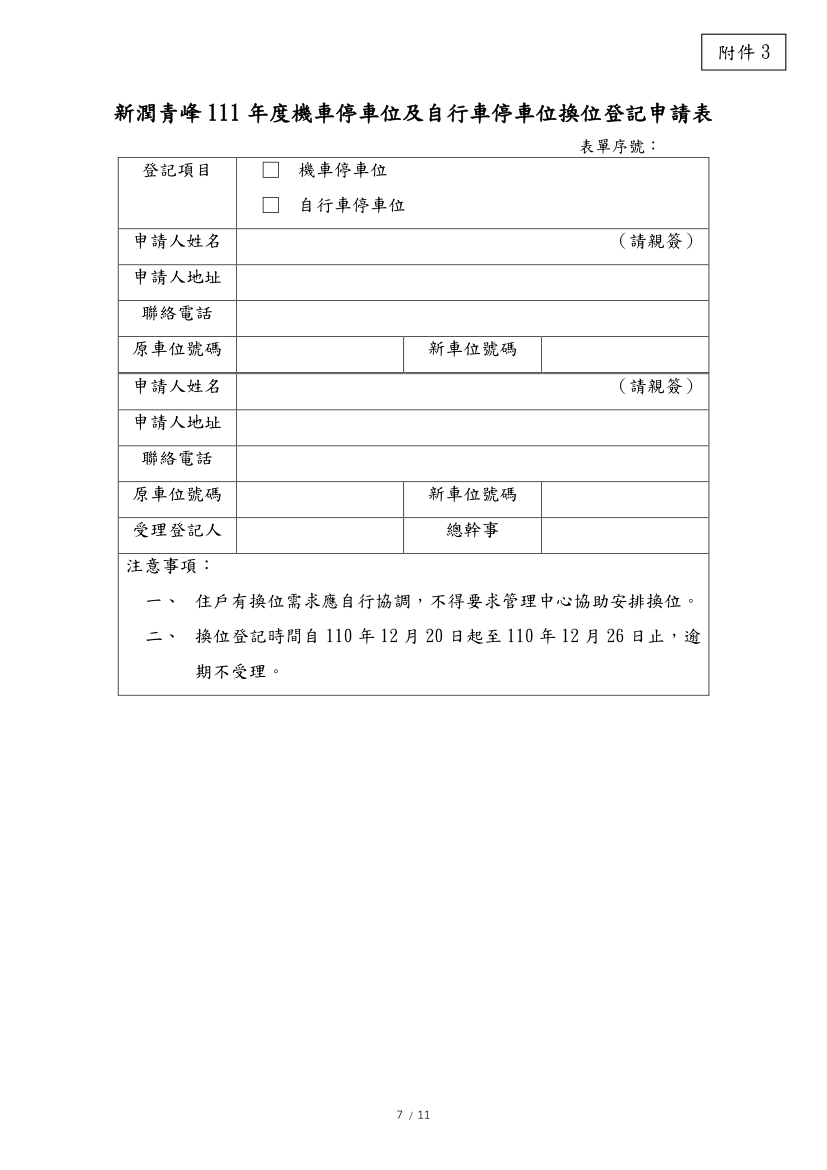 附件 3
新潤青峰 111 年度機車停車位及自行車停車位換位登記申請表
表單序號：
登記項目
□ 機車停車位
□ 自行車停車位
申請人姓名 （請親簽）
申請人地址
聯絡電話
原車位號碼 新車位號碼
申請人姓名 （請親簽）
申請人地址
聯絡電話
原車位號碼 新車位號碼
受理登記人 總幹事
注意事項：
一、 住戶有換位需求應自行協調，不得要求管理中心協助安排換位。
二、 換位登記時間自 110 年 12 月 20 日起至 110 年 12 月 26 日止，逾
期不受理。
7 / 11